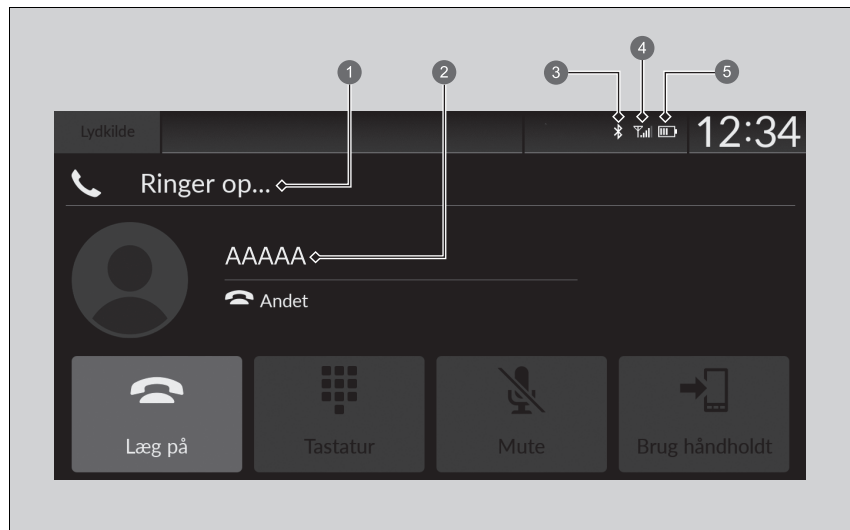 4
1 2 3 5
Lydkilde 12:34
Ringer op...
AAAAA
Andet
Læg på Tastatur Mute Brug håndholdt